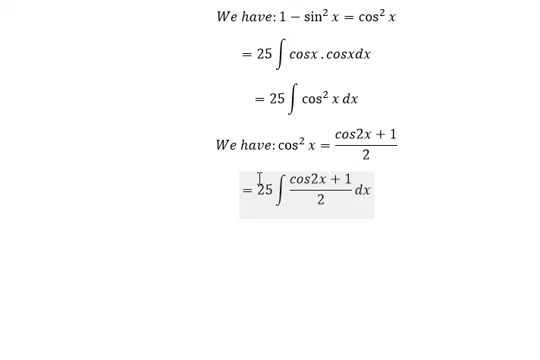 We have: 1 − sin² x = cos² x
= 25 ∫ cosx . cosxdx
= 25 ∫ cos² x dx
We have: cos² x = (cos2x + 1)/2
= 25 ∫ (cos2x + 1)/2 dx